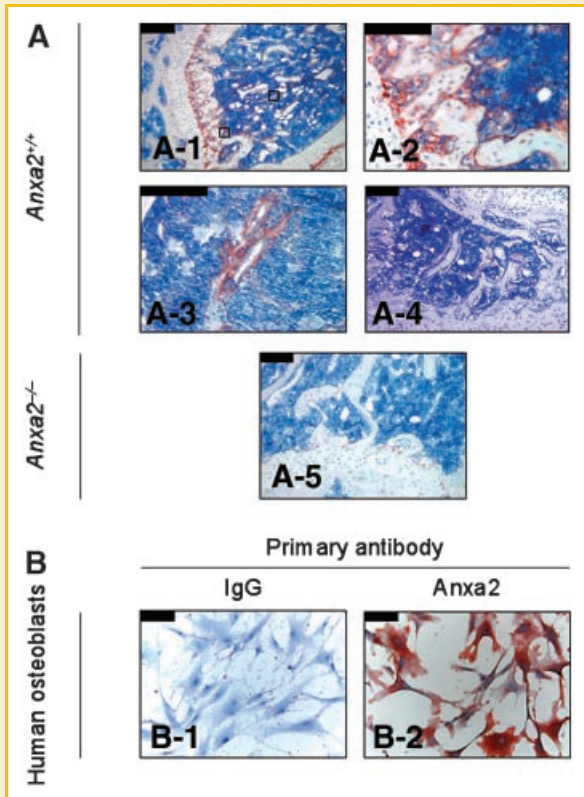 A
Anxa2+/+
A-1
A-2
A-3
A-4
Anxa2–/–
A-5
Primary antibody
B
IgG
Anxa2
Human osteoblasts
B-1
B-2